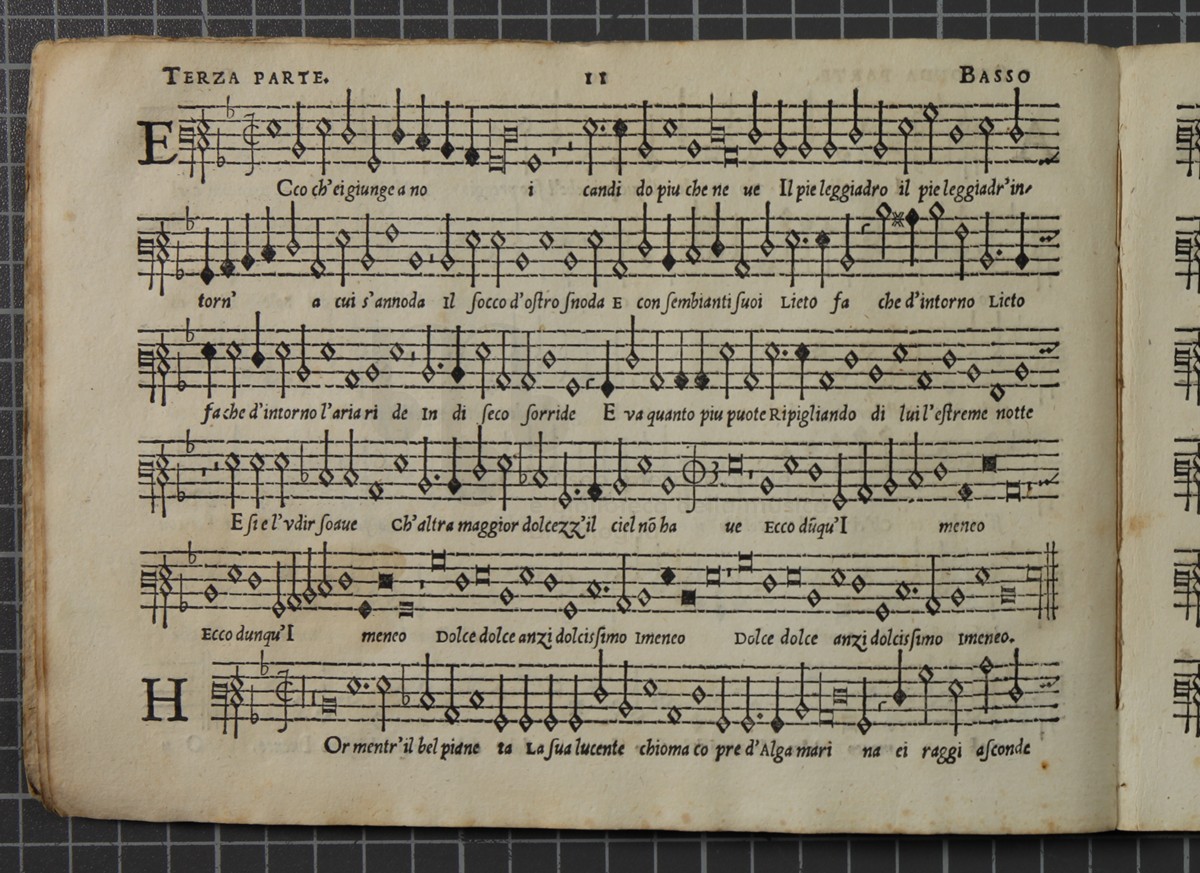 TERZA PARTE. 11 BASSO
E Cco ch'ei giunge a no i candi do piu che ne ue Il pie leggiadro il pie leggiadr'in-
torn' a cui s'annoda Il socco d'ostro snoda E con sembianti suoi Lieto fa che d'intorno Lieto
fa che d'intorno l'aria ri de In di seco sorride E va quanto piu puote Ripigliando di lui l'estreme notte
E si e l'vdir soaue Ch'altra maggior dolcezz'il ciel nõ ha ue Ecco dũqu'I meneo
Ecco dunqu'I meneo Dolce dolce anzi dolcissimo Imeneo Dolce dolce anzi dolcissimo Imeneo.
H Or mentr'il bel piane ta La sua lucente chioma co pre d'Alga mari na ei raggi asconde